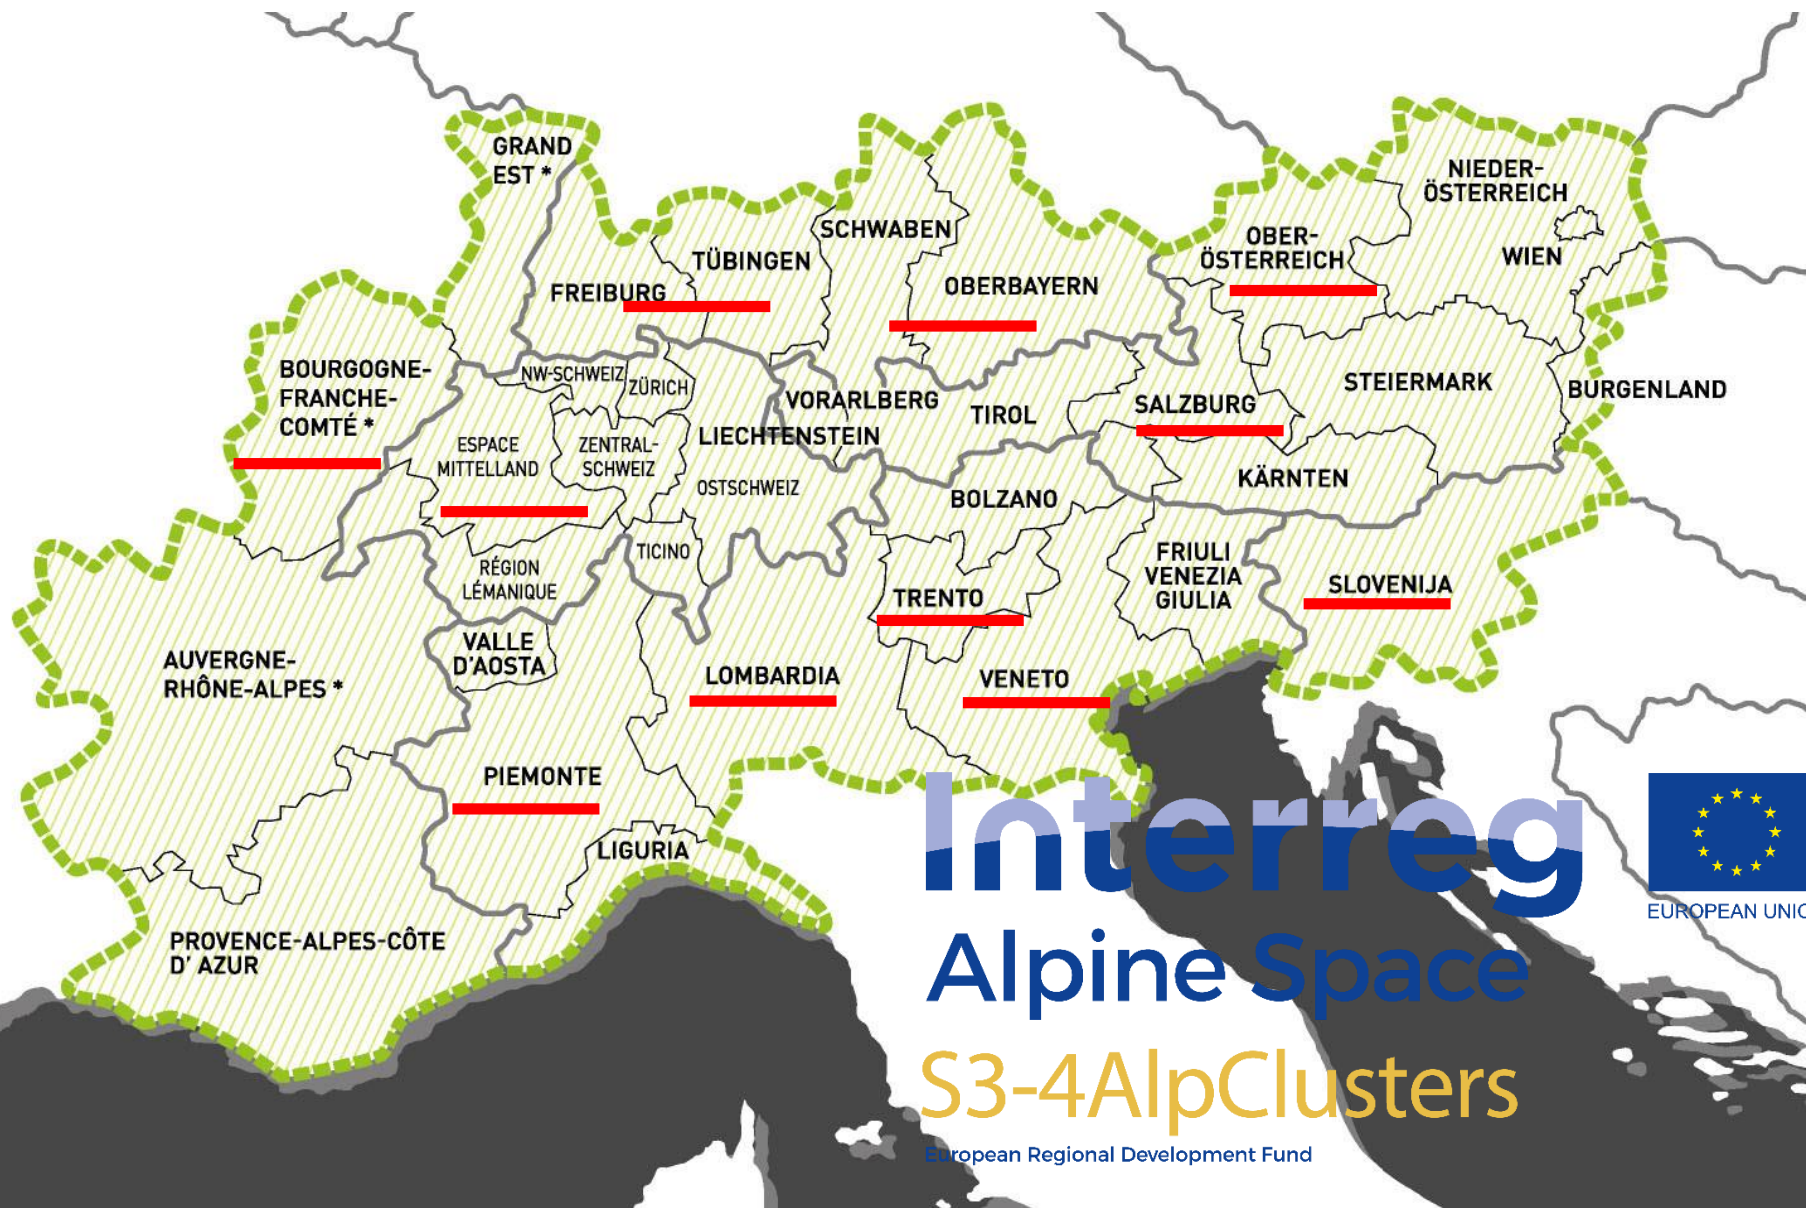 GRAND
EST *
NIEDER-
ÖSTERREICH
SCHWABEN
OBER-
ÖSTERREICH
WIEN
TÜBINGEN
FREIBURG
OBERBAYERN
BOURGOGNE-
FRANCHE-
COMTÉ *
NW-SCHWEIZ
ZÜRICH
VORARLBERG
TIROL
SALZBURG
STEIERMARK
BURGENLAND
ESPACE
MITTELLAND
ZENTRAL-
SCHWEIZ
LIECHTENSTEIN
OSTSCHWEIZ
BOLZANO
KÄRNTEN
TICINO
RÉGION
LÉMANIQUE
FRIULI
VENEZIA
GIULIA
SLOVENIJA
TRENTO
VALLE
D'AOSTA
AUVERGNE-
RHÔNE-ALPES *
LOMBARDIA
VENETO
PIEMONTE
LIGURIA
PROVENCE-ALPES-CÔTE
D' AZUR
Interreg
EUROPEAN UNIO
Alpine Space
S3-4AlpClusters
European Regional Development Fund